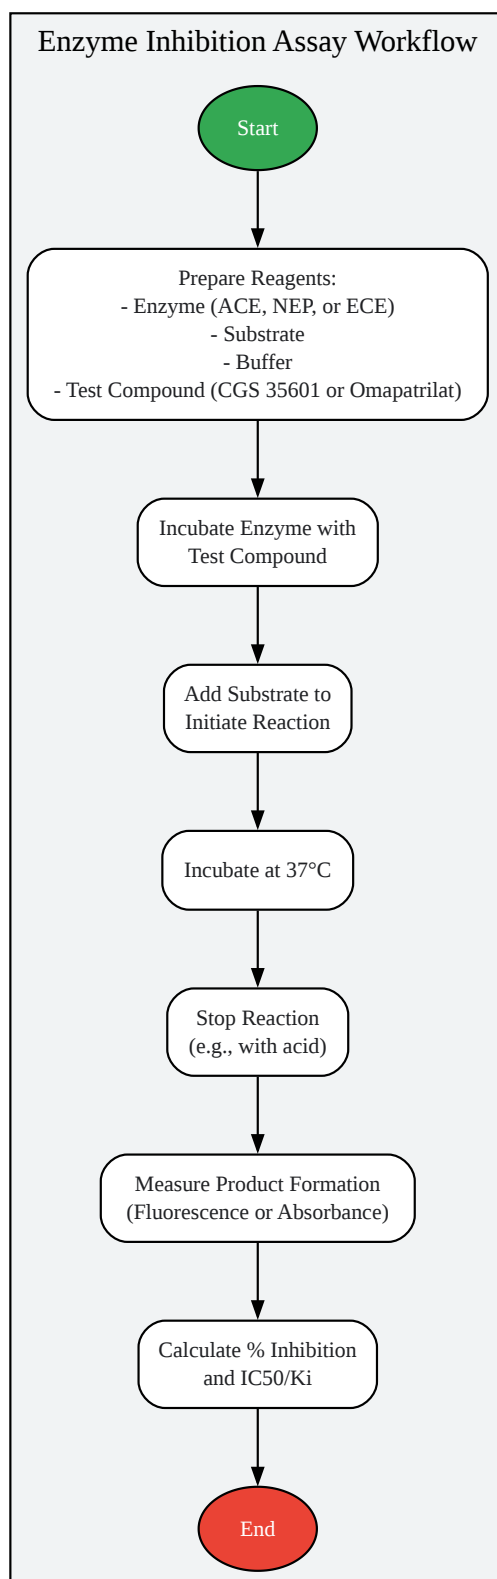 Enzyme Inhibition Assay Workflow
Start
Prepare Reagents:
- Enzyme (ACE, NEP, or ECE)
- Substrate
- Buffer
- Test Compound (CGS 35601 or Omapatrilat)
Incubate Enzyme with
Test Compound
Add Substrate to
Initiate Reaction
Incubate at 37°C
Stop Reaction
(e.g., with acid)
Measure Product Formation
(Fluorescence or Absorbance)
Calculate % Inhibition
and IC50/Ki
End